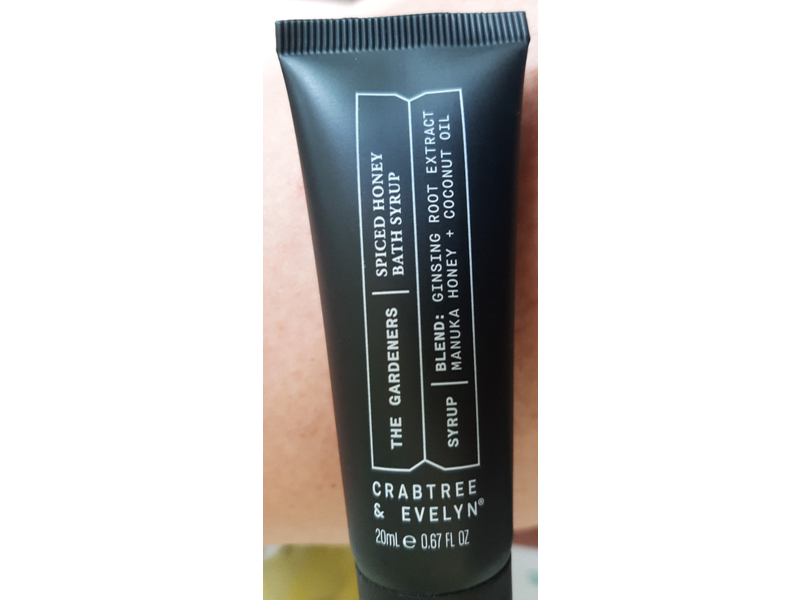 THE GARDENERS
SPICED HONEY
BATH SYRUP
SYRUP
BLEND: GINSING ROOT EXTRACT
MANUKA HONEY + COCONUT OIL
CRABTREE
& EVELYN®
20ml e 0.67 FL OZ